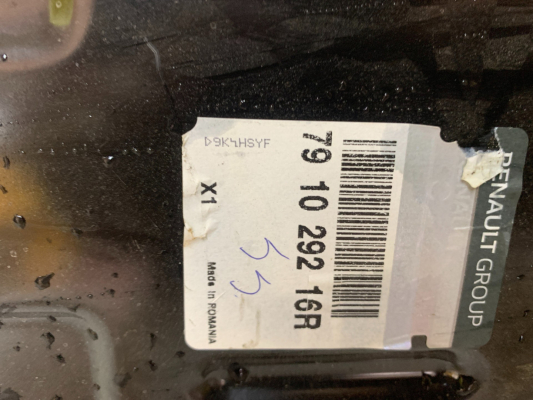 RENAULT GROUP
79 10 292 16R
55
X1
Made in ROMANIA
D9K4HSYF